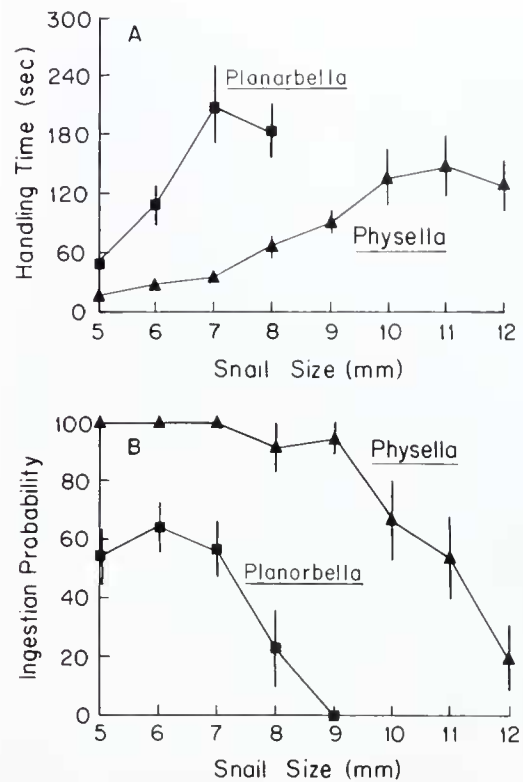 A
Handling Time (sec)
300
240
180
120
60
0
Planarbella
Physella
5 6 7 8 9 10 11 12
Snail Size (mm)
B
Ingestian Probability
100
80
60
40
20
0
Physella
Planorbella
5 6 7 8 9 10 11 12
Snail Size (mm)